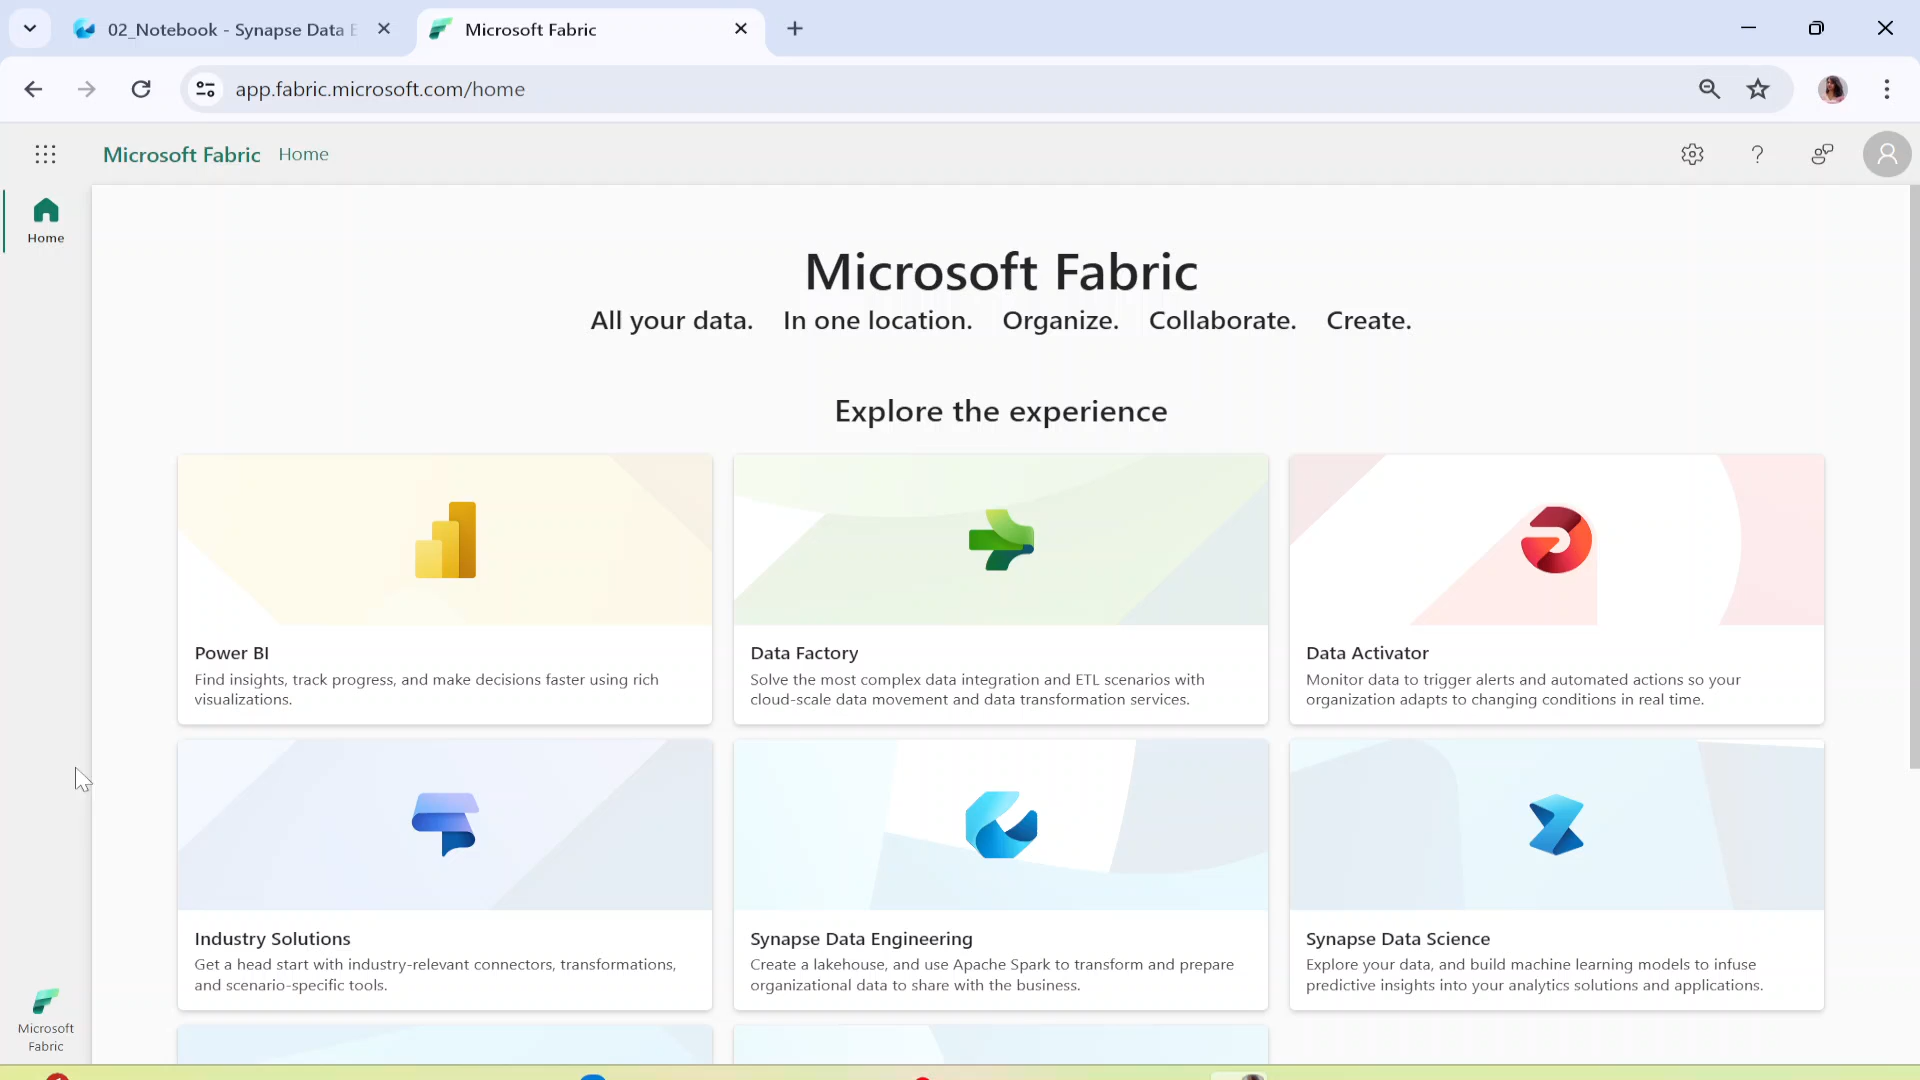 02_Notebook - Synapse Data
Microsoft Fabric
app.fabric.microsoft.com/home
Microsoft Fabric Home
Home
Microsoft Fabric
All your data. In one location. Organize. Collaborate. Create.
Explore the experience
Power BI
Find insights, track progress, and make decisions faster using rich
visualizations.
Data Factory
Solve the most complex data integration and ETL scenarios with
cloud-scale data movement and data transformation services.
Data Activator
Monitor data to trigger alerts and automated actions so your
organization adapts to changing conditions in real time.
Industry Solutions
Get a head start with industry-relevant connectors, transformations,
and scenario-specific tools.
Synapse Data Engineering
Create a lakehouse, and use Apache Spark to transform and prepare
organizational data to share with the business.
Synapse Data Science
Explore your data, and build machine learning models to infuse
predictive insights into your analytics solutions and applications.
Microsoft
Fabric